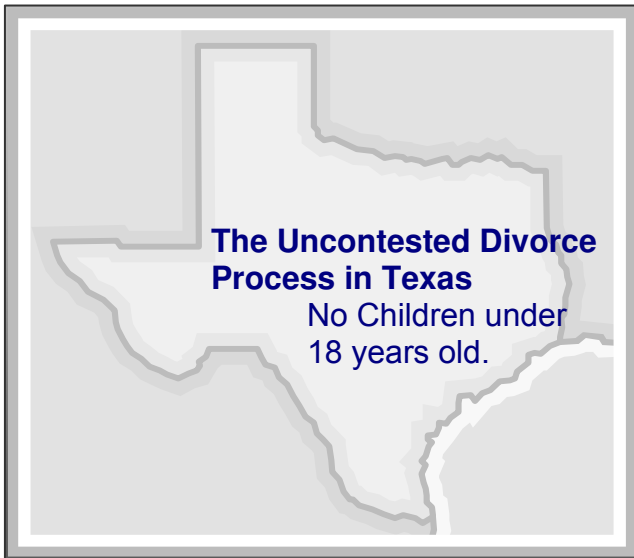 The Uncontested Divorce
Process in Texas
No Children under
18 years old.